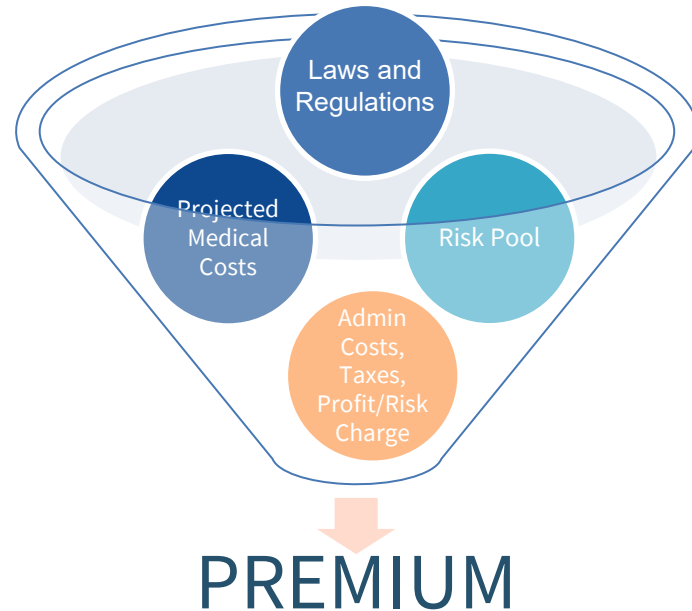 Laws and
Regulations
Projected
Medical
Costs
Risk Pool
Admin
Costs,
Taxes,
Profit/Risk
Charge
PREMIUM